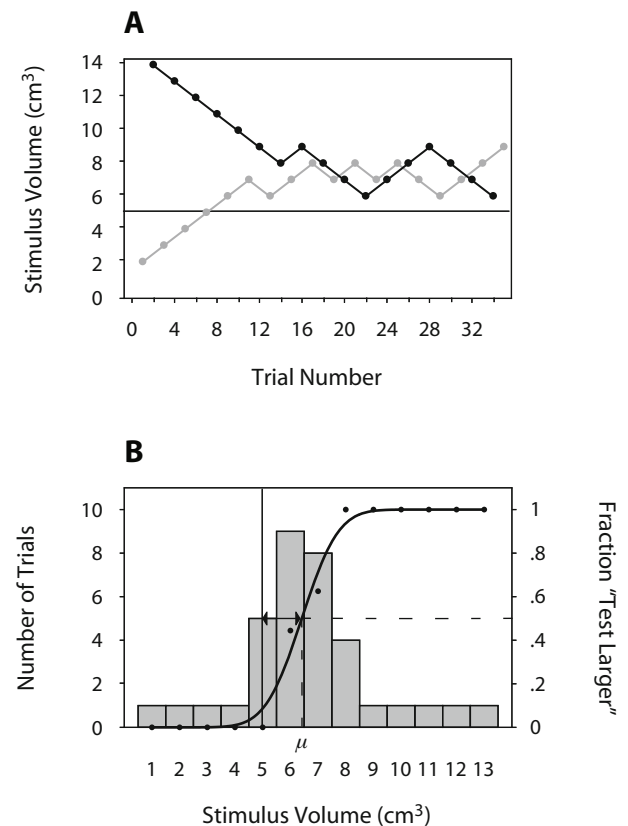 A
Stimulus Volume (cm³)
14
12
10
8
6
4
2
0
0 4 8 12 16 20 24 28 32
Trial Number
B
Number of Trials
Fraction "Test Larger"
10 1
8 .8
6 .6
4 .4
2 .2
0 0
μ
1 2 3 4 5 6 7 8 9 10 11 12 13
Stimulus Volume (cm³)